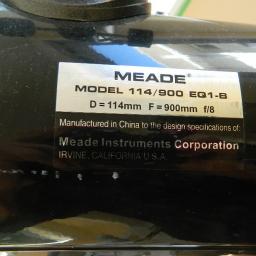 MEADE®
MODEL 114/900 EQ1-B
D=114mm F=900mm f/8
Manufactured in China to the design specifications of:
Meade Instruments Corporation
IRVINE, CALIFORNIA U.S.A.